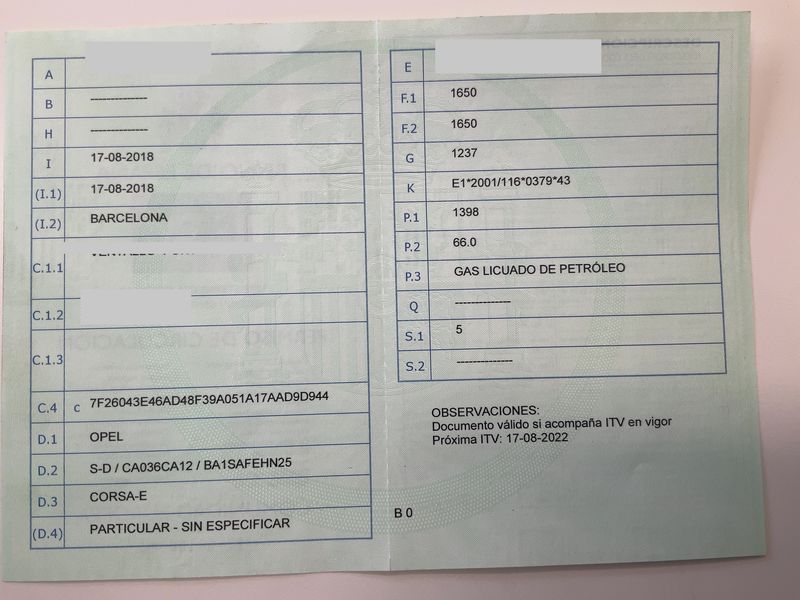 A
B --------------
H --------------
I 17-08-2018
(I.1) 17-08-2018
(I.2) BARCELONA
C.1.1
C.1.2
C.1.3
C.4 c 7F26043E46AD48F39A051A17AAD9D944
D.1 OPEL
D.2 S-D / CA036CA12 / BA1SAFEHN25
D.3 CORSA-E
(D.4) PARTICULAR - SIN ESPECIFICAR
E
F.1 1650
F.2 1650
G 1237
K E1*2001/116*0379*43
P.1 1398
P.2 66.0
P.3 GAS LICUADO DE PETRÓLEO
Q --------------
S.1 5
S.2 --------------
OBSERVACIONES:
Documento válido si acompaña ITV en vigor
Próxima ITV: 17-08-2022
B 0